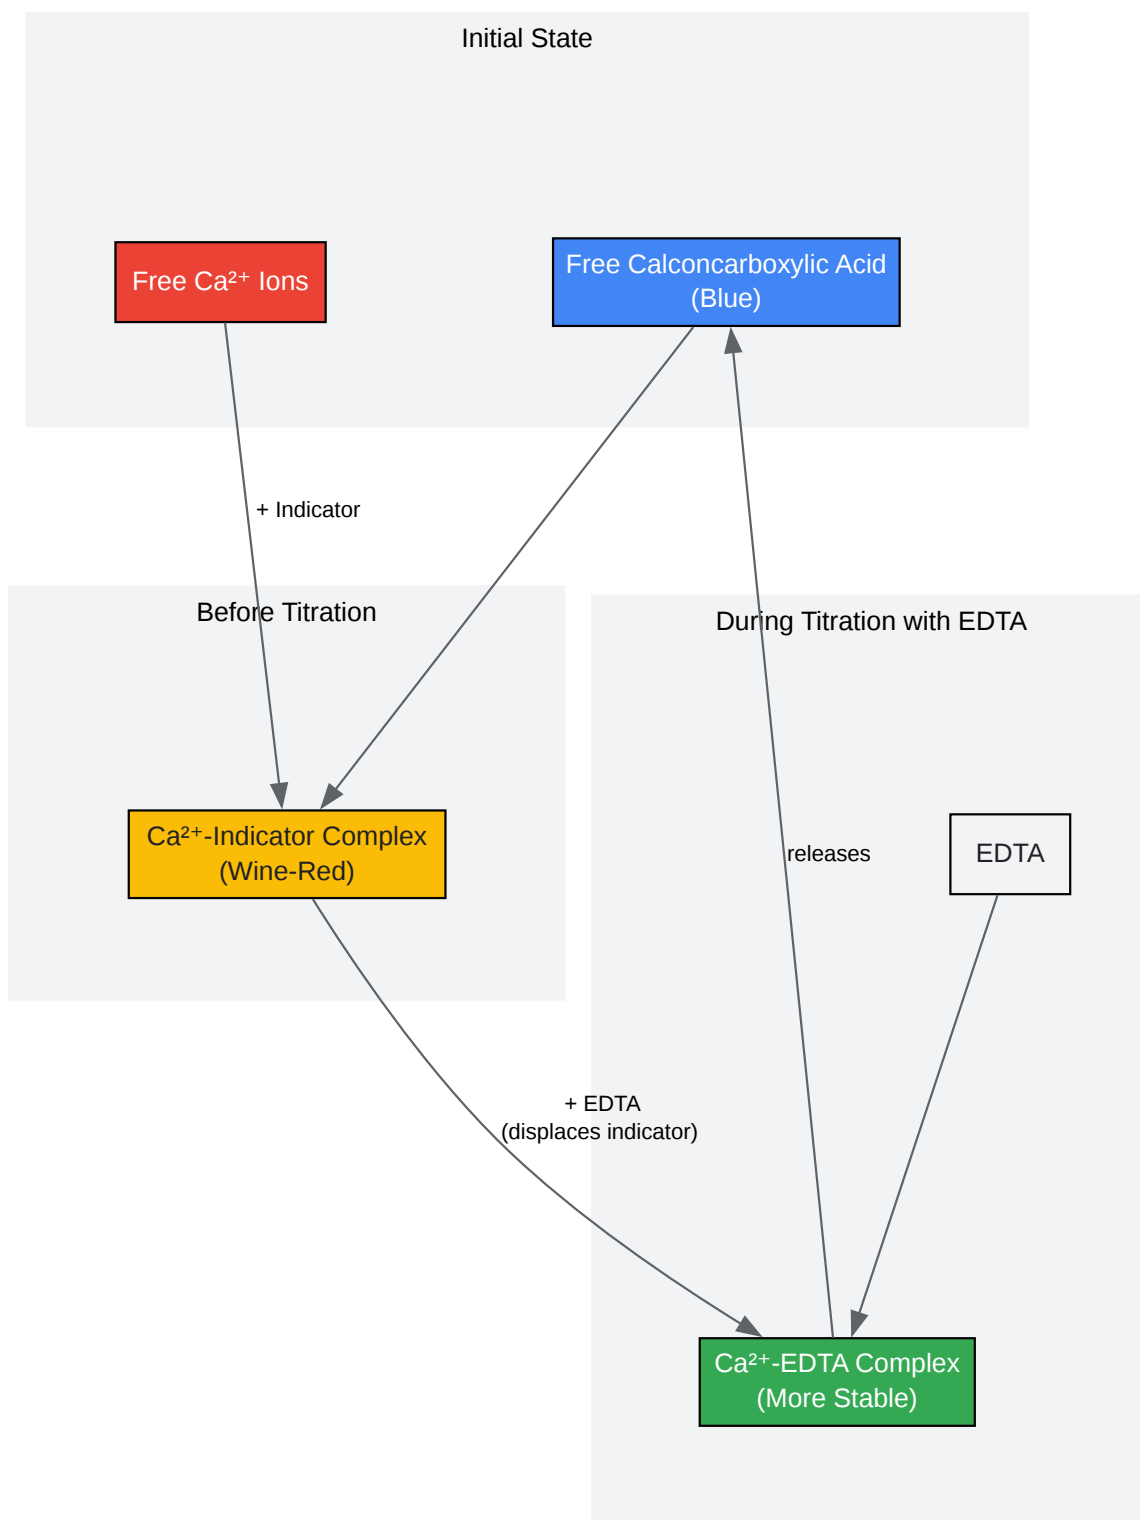 Initial State
Free Ca²⁺ Ions
Free Calconcarboxylic Acid
(Blue)
+ Indicator
Before Titration
During Titration with EDTA
Ca²⁺-Indicator Complex
(Wine-Red)
releases
EDTA
+ EDTA
(displaces indicator)
Ca²⁺-EDTA Complex
(More Stable)